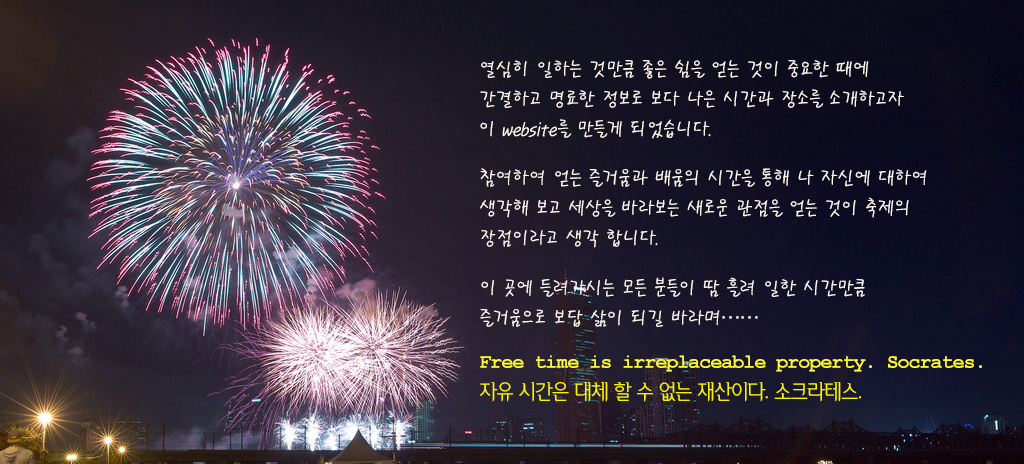 열심히 일하는 것만큼 좋은 쉼을 얻는 것이 중요한 때에
간결하고 명료한 정보로 보다 나은 시간과 장소를 소개하고자
이 website를 만들게 되었습니다.
참여하여 얻는 즐거움과 배움의 시간을 통해 나 자신에 대하여
생각해 보고 세상을 바라보는 새로운 관점을 얻는 것이 축제의
장점이라고 생각 합니다.
이 곳에 들려가시는 모든 분들이 땀 흘려 일한 시간만큼
즐거움으로 보답 삶이 되길 바라며……
Free time is irreplaceable property. Socrates.
자유 시간은 대체 할 수 없는 재산이다. 소크라테스.